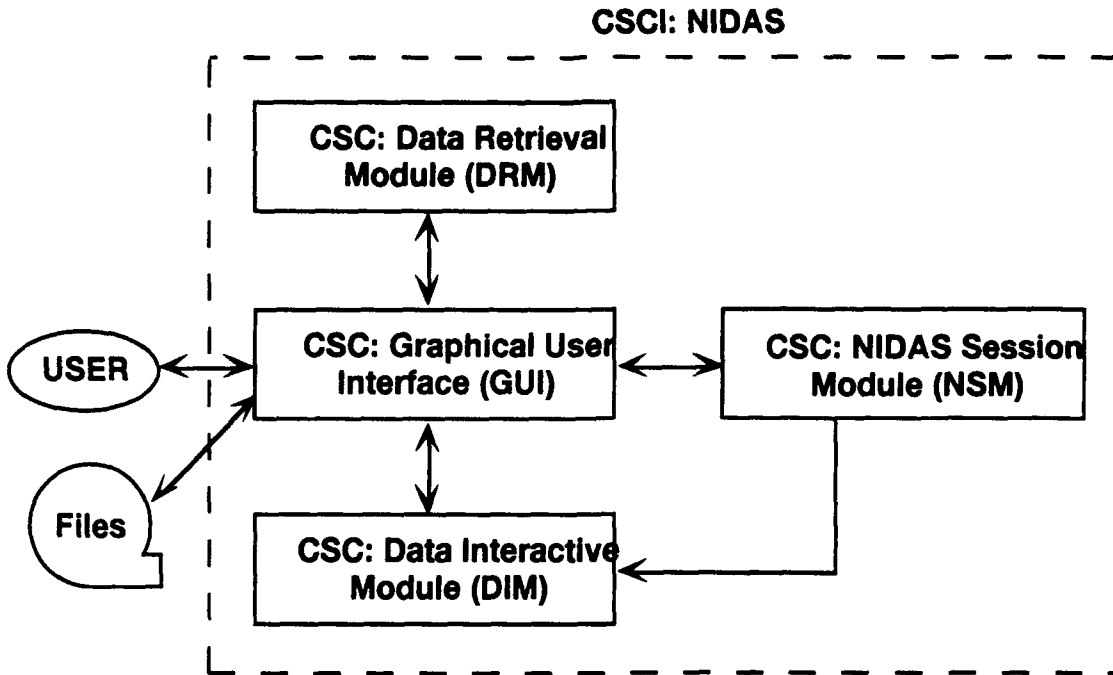 CSCI: NIDAS
CSC: Data Retrieval
Module (DRM)
USER
CSC: Graphical User
Interface (GUI)
CSC: NIDAS Session
Module (NSM)
Files
CSC: Data Interactive
Module (DIM)